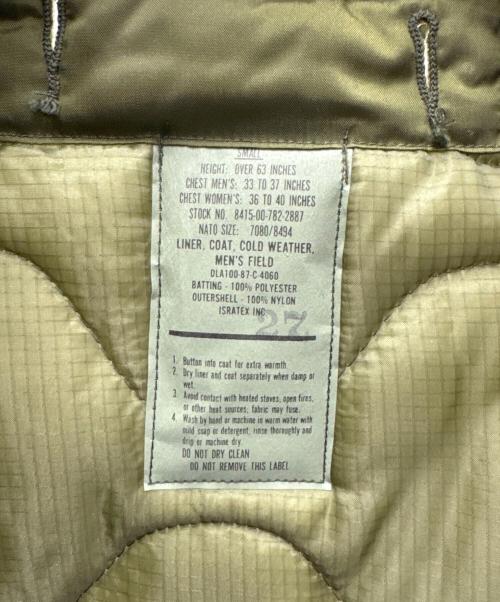 SMALL
HEIGHT: OVER 63 INCHES
CHEST MEN'S: 33 TO 37 INCHES
CHEST WOMEN'S: 36 TO 40 INCHES
STOCK NO. 8415-00-782-2887
NATO SIZE: 7080/8494
LINER, COAT, COLD WEATHER,
MEN'S FIELD
DLA100-87-C-4060
BATTING - 100% POLYESTER
OUTERSHELL - 100% NYLON
ISRATEX INC
27
1. Button into coat for extra warmth.
2. Dry liner and coat separately when damp or
wet.
3. Avoid contact with heated stoves, open fires,
or other heat sources; fabric may fuse.
4. Wash by hand or machine in warm water with
mild soap or detergent, rinse thoroughly and
drip or machine dry.
DO NOT DRY CLEAN
DO NOT REMOVE THIS LABEL